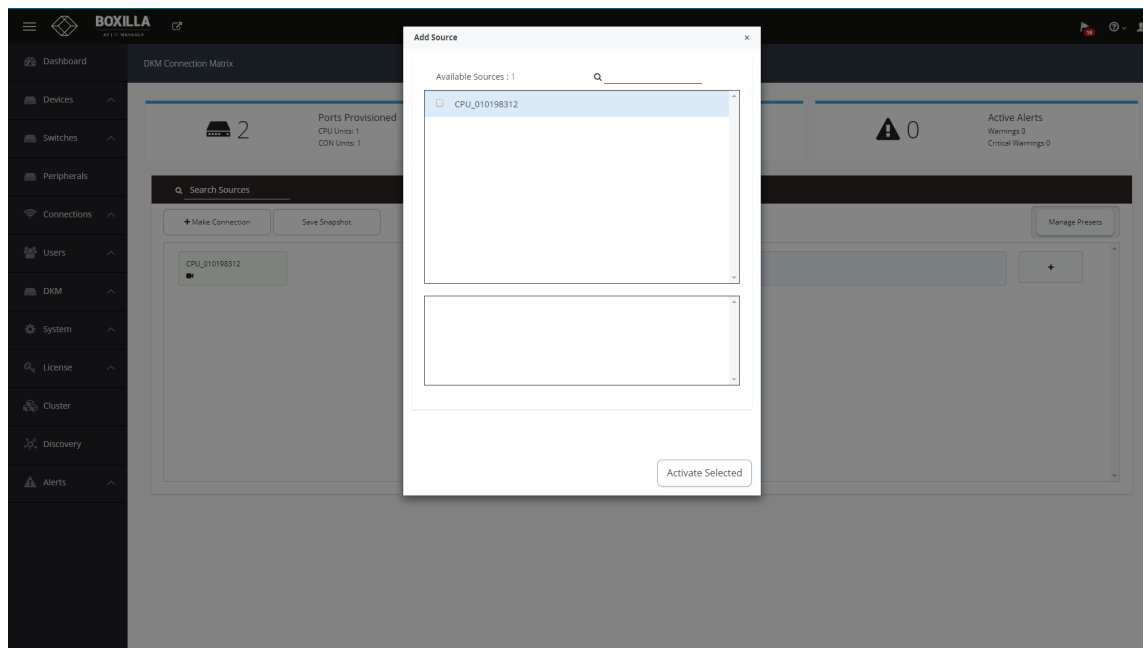 BOXILLA
AV | IT MANAGER
Dashboard
Devices
Switches
Peripherals
Connections
Users
DKM
System
License
Cluster
Discovery
Alerts
DKM Connection Matrix
2
Ports Provisioned
CPU Units: 1
CON Units: 1
0
Active Alerts
Warnings 0
Critical Warnings 0
Search Sources
Make Connection
Save Snapshot
Manage Presets
CPU_010198312
+
Add Source
×
Available Sources : 1
CPU_010198312
Activate Selected